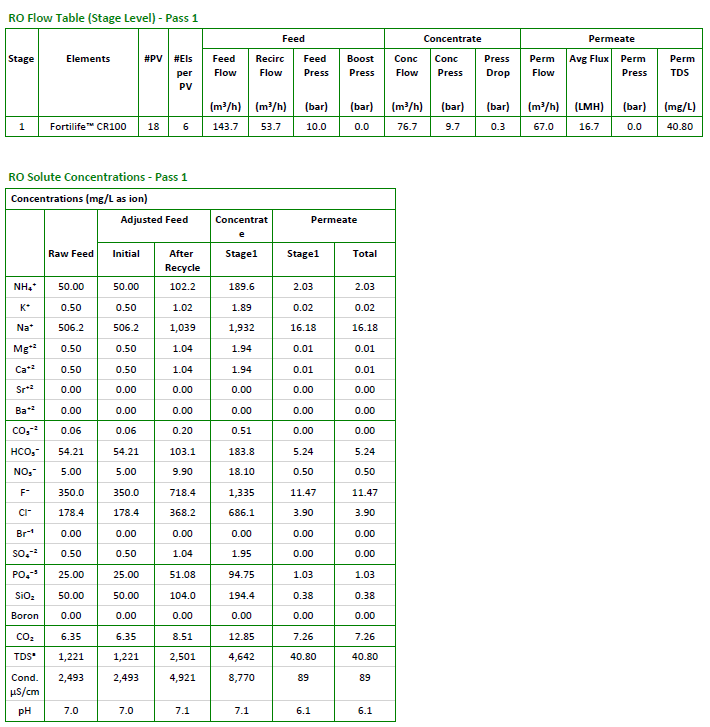 RO Flow Table (Stage Level) - Pass 1
Feed Concentrate Permeate
Stage Elements #PV #Els per PV Feed Flow Recirc Flow Feed Press Boost Press Conc Flow Conc Press Press Drop Perm Flow Avg Flux Perm Press Perm TDS
(m³/h) (m³/h) (bar) (bar) (m³/h) (bar) (bar) (m³/h) (LMH) (bar) (mg/L)
1 Fortilife™ CR100 18 6 143.7 53.7 10.0 0.0 76.7 9.7 0.3 67.0 16.7 0.0 40.80
RO Solute Concentrations - Pass 1
Concentrations (mg/L as ion)
Adjusted Feed Concentrate Permeate
Raw Feed Initial After Recycle Stage1 Stage1 Total
NH₄⁺ 50.00 50.00 102.2 189.6 2.03 2.03
K⁺ 0.50 0.50 1.02 1.89 0.02 0.02
Na⁺ 506.2 506.2 1,039 1,932 16.18 16.18
Mg⁺² 0.50 0.50 1.04 1.94 0.01 0.01
Ca⁺² 0.50 0.50 1.04 1.94 0.01 0.01
Sr⁺² 0.00 0.00 0.00 0.00 0.00 0.00
Ba⁺² 0.00 0.00 0.00 0.00 0.00 0.00
CO₃⁻² 0.06 0.06 0.20 0.51 0.00 0.00
HCO₃⁻ 54.21 54.21 103.1 183.8 5.24 5.24
NO₃⁻ 5.00 5.00 9.90 18.10 0.50 0.50
F⁻ 350.0 350.0 718.4 1,335 11.47 11.47
Cl⁻ 178.4 178.4 368.2 686.1 3.90 3.90
Br⁻¹ 0.00 0.00 0.00 0.00 0.00 0.00
SO₄⁻² 0.50 0.50 1.04 1.95 0.00 0.00
PO₄⁻³ 25.00 25.00 51.08 94.75 1.03 1.03
SiO₂ 50.00 50.00 104.0 194.4 0.38 0.38
Boron 0.00 0.00 0.00 0.00 0.00 0.00
CO₂ 6.35 6.35 8.51 12.85 7.26 7.26
TDSᵃ 1,221 1,221 2,501 4,642 40.80 40.80
Cond. µS/cm 2,493 2,493 4,921 8,770 89 89
pH 7.0 7.0 7.1 7.1 6.1 6.1